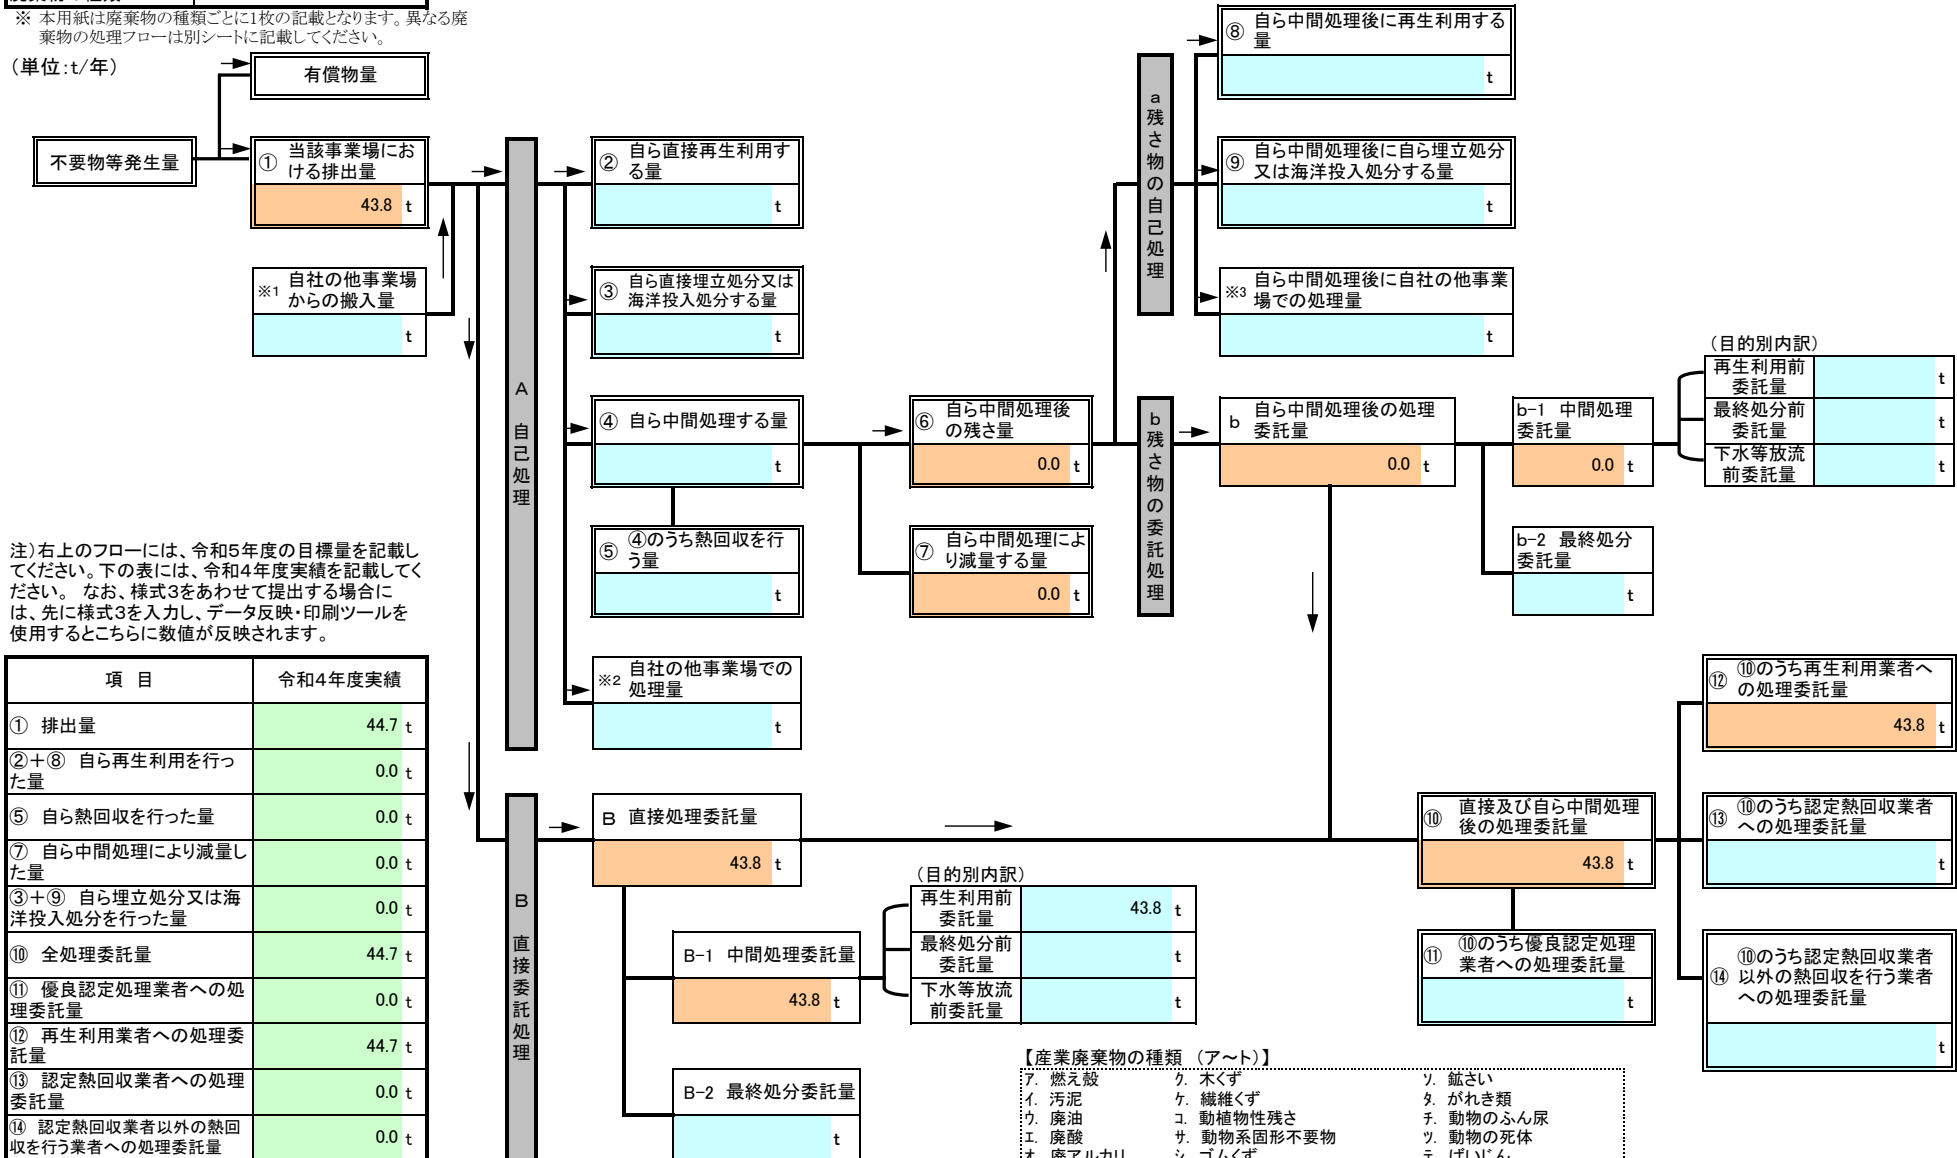 ※ 本用紙は廃棄物の種類ごとに1枚の記載となります。異なる廃
棄物の処理フローは別シートに記載してください。
（単位：t/年）
有償物量
不要物等発生量
① 当該事業場にお
ける排出量
43.8 t
※1 自社の他事業場
からの搬入量
t
A 自己処理
② 自ら直接再生利用す
る量
t
③ 自ら直接埋立処分又は
海洋投入処分する量
t
④ 自ら中間処理する量
t
⑤ ④のうち熱回収を行
う量
t
※2 自社の他事業場での
処理量
t
⑥ 自ら中間処理後
の残さ量
0.0 t
⑦ 自ら中間処理によ
り減量する量
0.0 t
a 残さ物の自己処理
⑧ 自ら中間処理後に再生利用する
量
t
⑨ 自ら中間処理後に自ら埋立処分
又は海洋投入処分する量
t
※3 自ら中間処理後に自社の他事業
場での処理量
t
b 残さ物の委託処理
b 自ら中間処理後の処理
委託量
0.0 t
b-1 中間処理
委託量
0.0 t
（目的別内訳）
再生利用前
委託量
t
最終処分前
委託量
t
下水等放流
前委託量
t
b-2 最終処分
委託量
t
注）右上のフローには、令和5年度の目標量を記載し
てください。下の表には、令和4年度実績を記載してく
ださい。 なお、様式3をあわせて提出する場合に
は、先に様式3を入力し、データ反映・印刷ツールを
使用するとこちらに数値が反映されます。
項 目 令和4年度実績
① 排出量 44.7 t
②＋⑧ 自ら再生利用を行っ
た量 0.0 t
⑤ 自ら熱回収を行った量 0.0 t
⑦ 自ら中間処理により減量し
た量 0.0 t
③＋⑨ 自ら埋立処分又は海
洋投入処分を行った量 0.0 t
⑩ 全処理委託量 44.7 t
⑪ 優良認定処理業者への処
理委託量 0.0 t
⑫ 再生利用業者への処理委
託量 44.7 t
⑬ 認定熱回収業者への処理
委託量 0.0 t
⑭ 認定熱回収業者以外の熱回
収を行う業者への処理委託量 0.0 t
B 直接委託処理
B 直接処理委託量
43.8 t
B-1 中間処理委託量
43.8 t
B-2 最終処分委託量
t
（目的別内訳）
再生利用前
委託量
43.8 t
最終処分前
委託量
t
下水等放流
前委託量
t
⑩ 直接及び自ら中間処理
後の処理委託量
43.8 t
⑪ ⑩のうち優良認定処理
業者への処理委託量
t
⑫ ⑩のうち再生利用業者へ
の処理委託量
43.8 t
⑬ ⑩のうち認定熱回収業者
への処理委託量
t
⑭ ⑩のうち認定熱回収業者
以外の熱回収を行う業者
への処理委託量
t
【産業廃棄物の種類 （ア～ト）】
ｱ. 燃え殻 ｸ. 木くず ｿ. 鉱さい
ｲ. 汚泥 ｹ. 繊維くず ﾀ. がれき類
ｳ. 廃油 ｺ. 動植物性残さ ﾁ. 動物のふん尿
ｴ. 廃酸 ｻ. 動物系固形不要物 ﾂ. 動物の死体
ｵ. 廃アルカリ ｼ. ゴムくず ﾃ. ばいじん